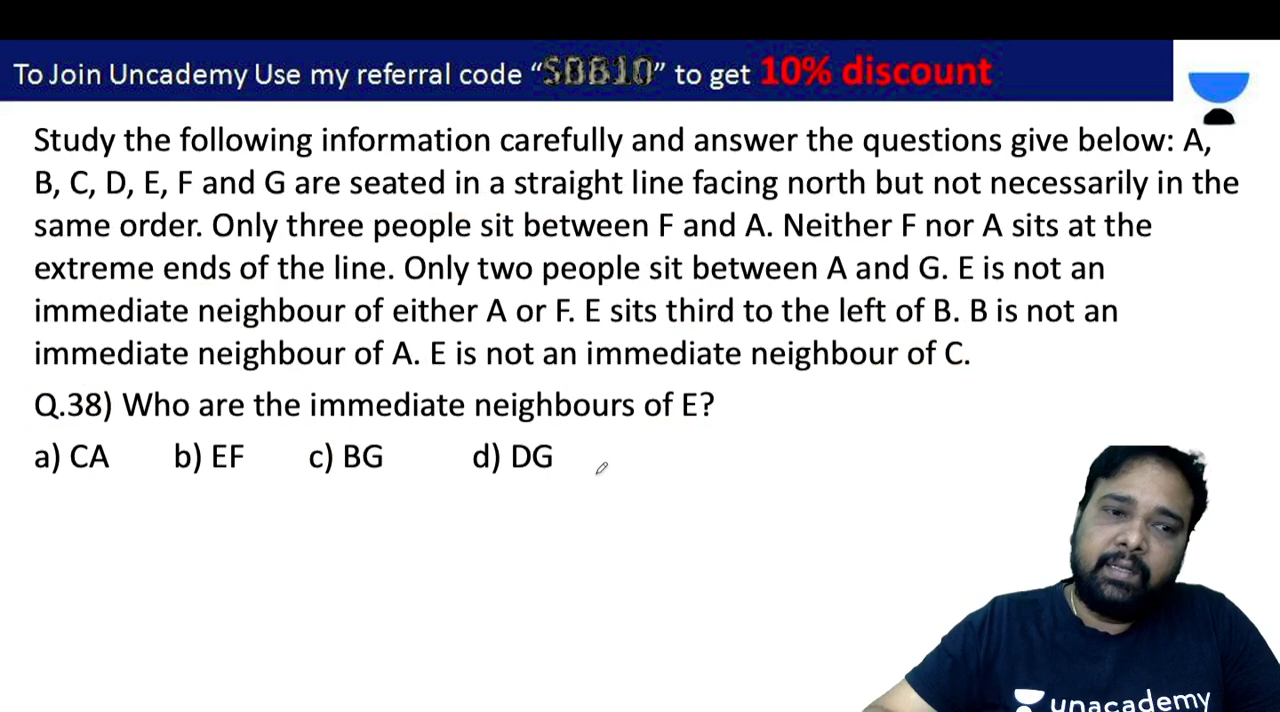 To Join Uncademy Use my referral code “SBB10” to get 10% discount
Study the following information carefully and answer the questions give below: A,
B, C, D, E, F and G are seated in a straight line facing north but not necessarily in the
same order. Only three people sit between F and A. Neither F nor A sits at the
extreme ends of the line. Only two people sit between A and G. E is not an
immediate neighbour of either A or F. E sits third to the left of B. B is not an
immediate neighbour of A. E is not an immediate neighbour of C.
Q.38) Who are the immediate neighbours of E?
a) CA b) EF c) BG d) DG
unacademy